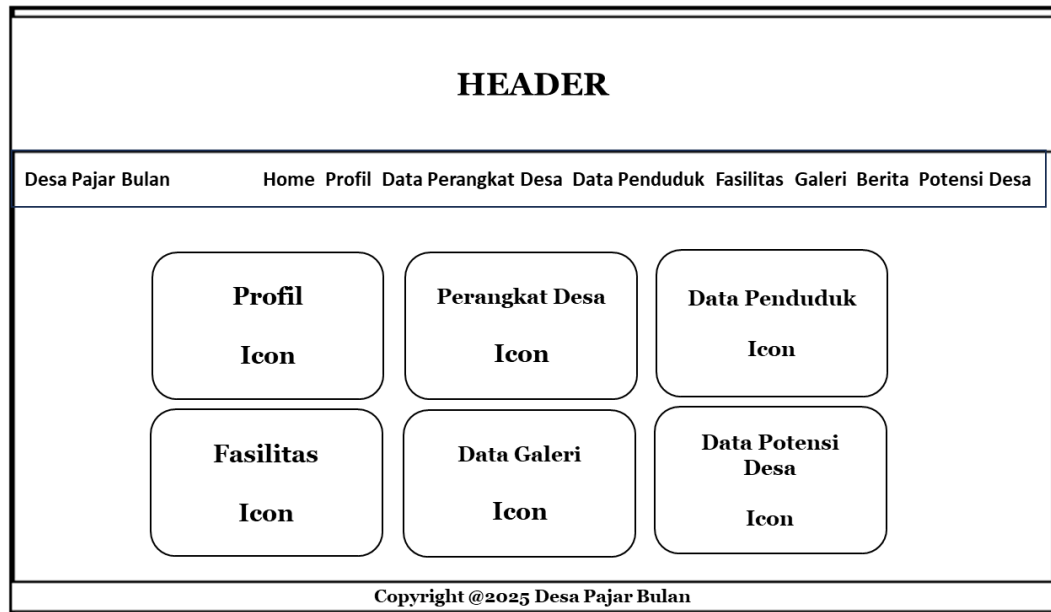 HEADER
Desa Pajar Bulan Home Profil Data Perangkat Desa Data Penduduk Fasilitas Galeri Berita Potensi Desa
Profil
Icon
Perangkat Desa
Icon
Data Penduduk
Icon
Fasilitas
Icon
Data Galeri
Icon
Data Potensi
Desa
Icon
Copyright @2025 Desa Pajar Bulan